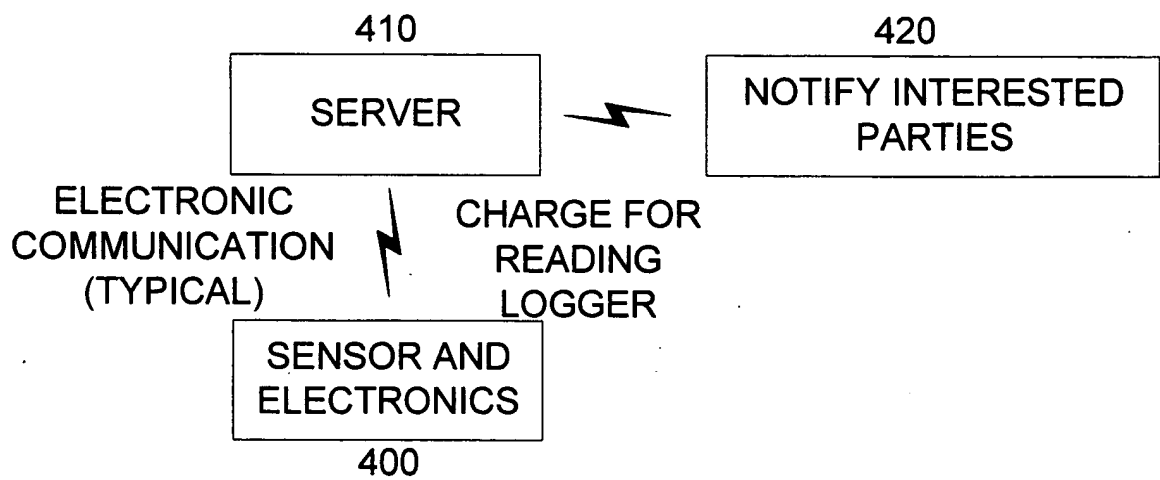 410
SERVER
420
NOTIFY INTERESTED
PARTIES
ELECTRONIC
COMMUNICATION
(TYPICAL)
CHARGE FOR
READING
LOGGER
SENSOR AND
ELECTRONICS
400